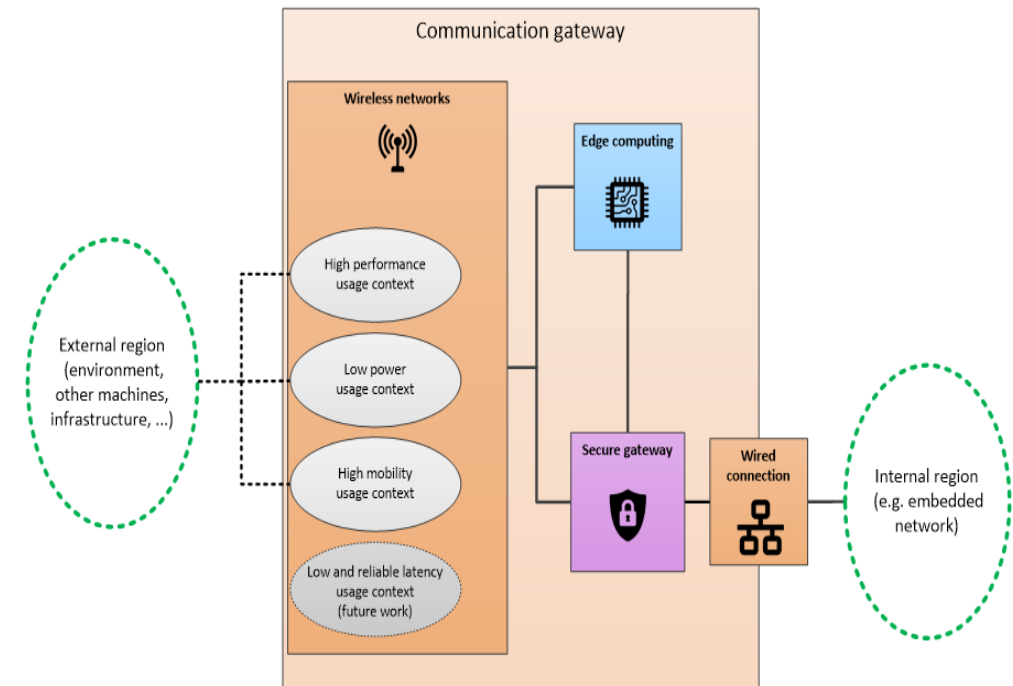 Communication gateway
Wireless networks
Edge computing
High performance
usage context
External region
(environment,
other machines,
infrastructure, ...)
Low power
usage context
High mobility
usage context
Low and reliable latency
usage context
(future work)
Secure gateway
Wired
connection
Internal region
(e.g. embedded
network)